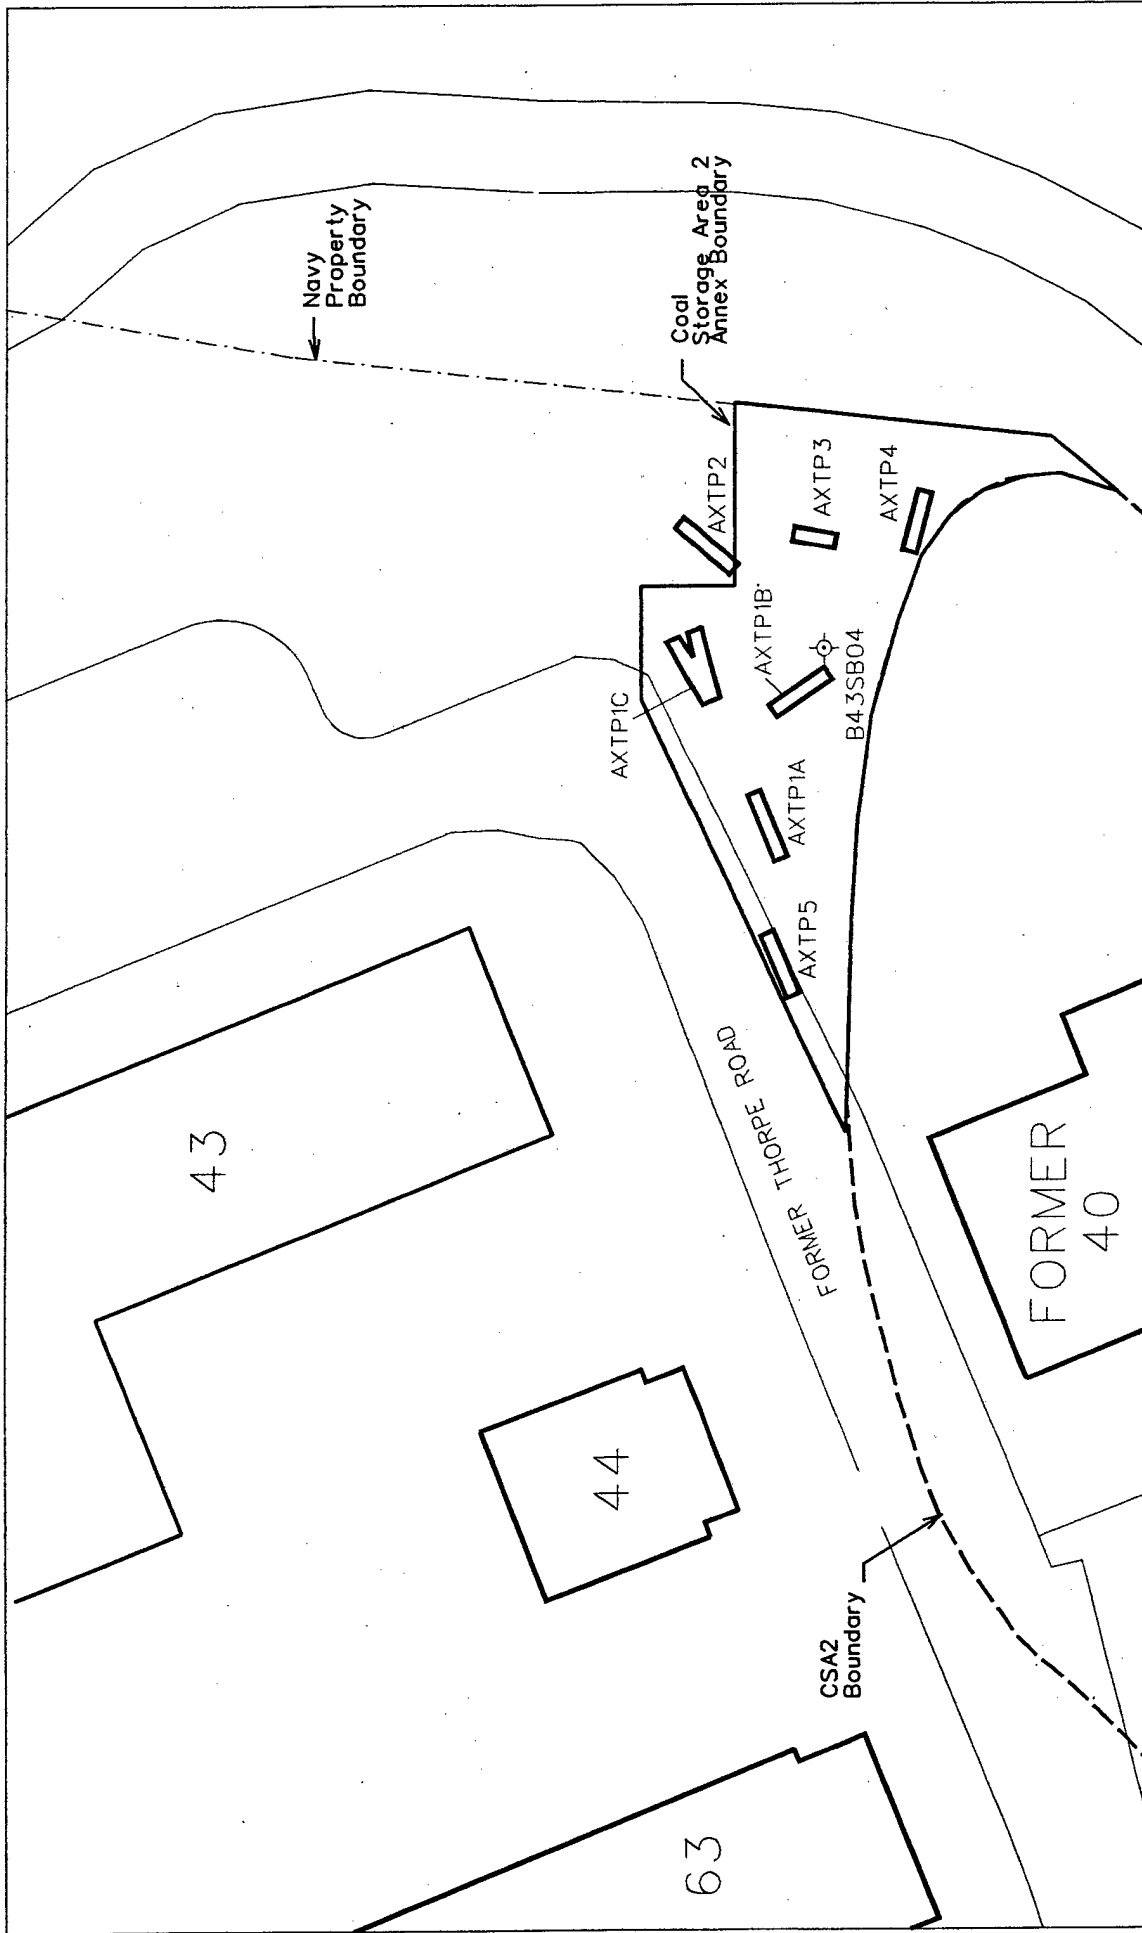 Navy
Property
Boundary
Coal
Storage Area 2
Annex Boundary
AXTP2
AXTP3
AXTP4
AXTP1B
B43SB04
AXTP1C
AXTP1A
AXTP5
FORMER THORPE ROAD
43
44
63
FORMER
40
CSA2
Boundary